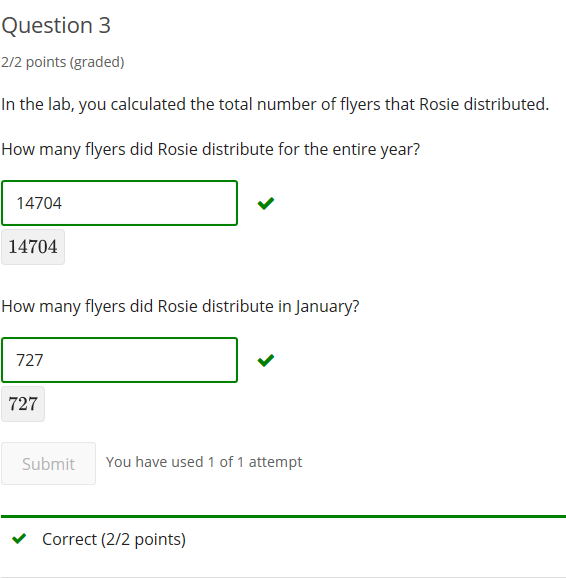 Question 3
2/2 points (graded)
In the lab, you calculated the total number of flyers that Rosie distributed.
How many flyers did Rosie distribute for the entire year?
14704
14704
How many flyers did Rosie distribute in January?
727
727
Submit You have used 1 of 1 attempt
Correct (2/2 points)